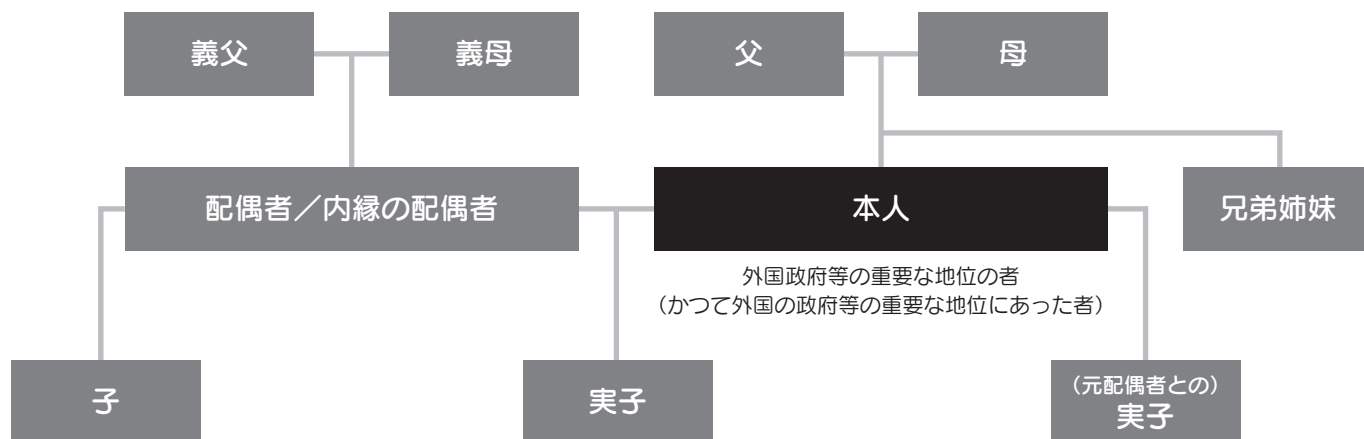 義父
義母
父
母
配偶者／内縁の配偶者
本人
兄弟姉妹
外国政府等の重要な地位の者
（かつて外国の政府等の重要な地位にあった者）
子
実子
（元配偶者との）
実子